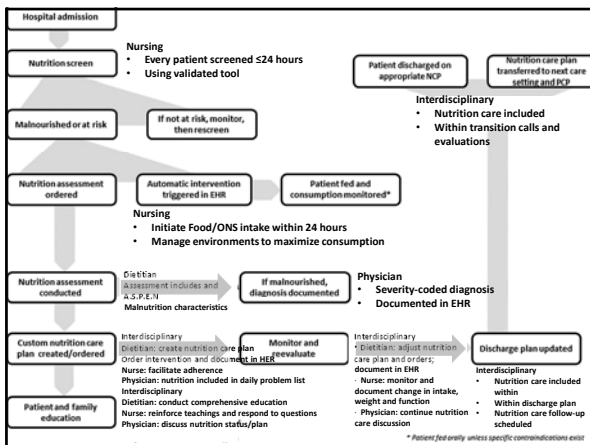 Hospital admission
Nutrition screen
Nursing
• Every patient screened ≤24 hours
• Using validated tool
Patient discharged on
appropriate NCP
Nutrition care plan
transferred to next care
setting and PCP
Interdisciplinary
• Nutrition care included
• Within transition calls and
evaluations
Malnourished or at risk
If not at risk, monitor,
then rescreen
Nutrition assessment
ordered
Automatic intervention
triggered in EHR
Patient fed and
consumption monitored*
Nursing
• Initiate Food/ONS intake within 24 hours
• Manage environments to maximize consumption
Nutrition assessment
conducted
Dietitian
Assessment includes and
A.S.P.E.N
Malnutrition characteristics
If malnourished,
diagnosis documented
Physician
• Severity-coded diagnosis
• Documented in EHR
Custom nutrition care
plan created/ordered
Interdisciplinary
Dietitian: create nutrition care plan
Order intervention and document in HER
Nurse: facilitate adherence
Physician: nutrition included in daily problem list
Monitor and
reevaluate
Interdisciplinary
· Dietitian: adjust nutrition
care plan and orders;
document in EHR
· Nurse: monitor and
document change in intake,
weight and function
· Physician: continue nutrition
care discussion
Discharge plan updated
Interdisciplinary
• Nutrition care included
within
• Within discharge plan
• Nutrition care follow-up
scheduled
Patient and family
education
Interdisciplinary
Dietitian: conduct comprehensive education
Nurse: reinforce teachings and respond to questions
Physician: discuss nutrition status/plan
* Patient fed orally unless specific contraindications exist